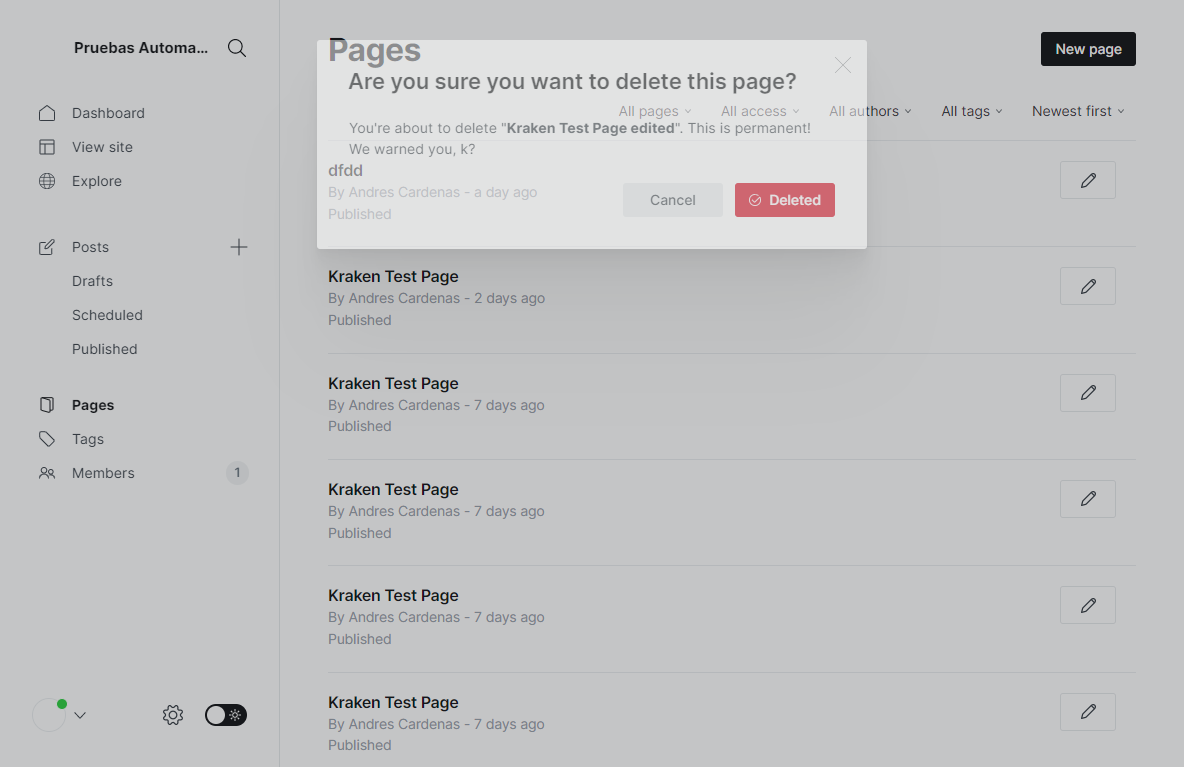 Pruebas Automa...
Dashboard
View site
Explore
Posts
Drafts
Scheduled
Published
Pages
Tags
Members
1
Pages
New page
Are you sure you want to delete this page?
All pages
All access
All authors
All tags
Newest first
You're about to delete "Kraken Test Page edited". This is permanent!
We warned you, k?
dfdd
By Andres Cardenas - a day ago
Published
Cancel
Deleted
Kraken Test Page
By Andres Cardenas - 2 days ago
Published
Kraken Test Page
By Andres Cardenas - 7 days ago
Published
Kraken Test Page
By Andres Cardenas - 7 days ago
Published
Kraken Test Page
By Andres Cardenas - 7 days ago
Published
Kraken Test Page
By Andres Cardenas - 7 days ago
Published